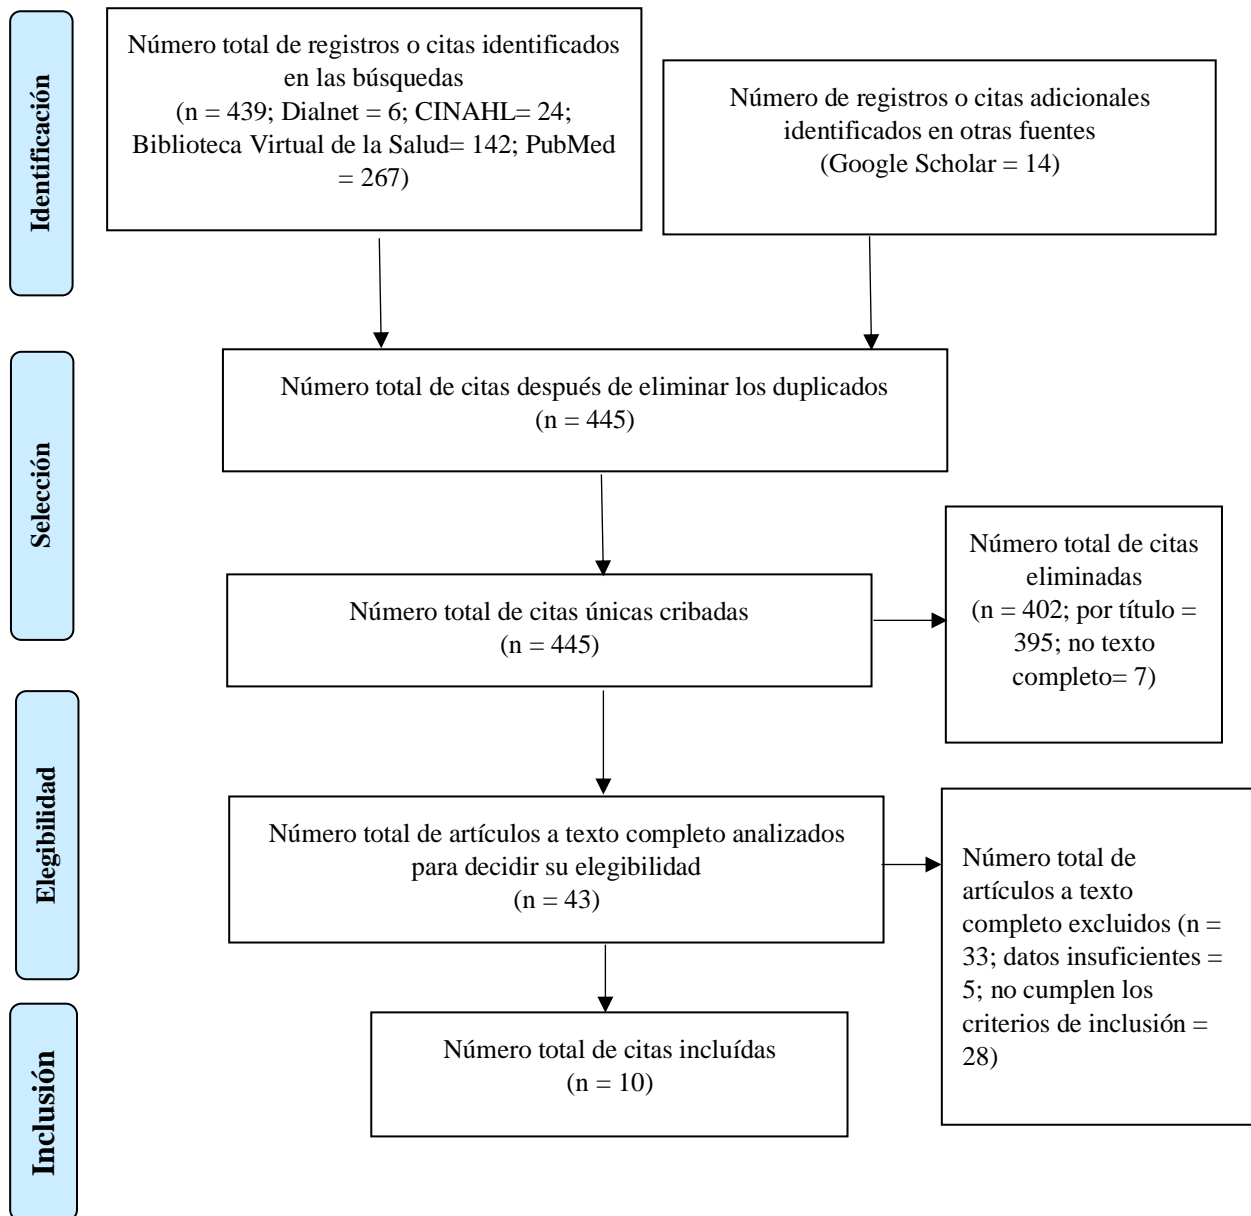 Identificación
Número total de registros o citas identificados
en las búsquedas
(n = 439; Dialnet = 6; CINAHL= 24;
Biblioteca Virtual de la Salud= 142; PubMed
= 267)
Número de registros o citas adicionales
identificados en otras fuentes
(Google Scholar = 14)
Selección
Número total de citas después de eliminar los duplicados
(n = 445)
Número total de citas únicas cribadas
(n = 445)
Número total de citas
eliminadas
(n = 402; por título =
395; no texto
completo= 7)
Elegibilidad
Número total de artículos a texto completo analizados
para decidir su elegibilidad
(n = 43)
Número total de
artículos a texto
completo excluidos (n =
33; datos insuficientes =
5; no cumplen los
criterios de inclusión =
28)
Inclusión
Número total de citas incluídas
(n = 10)